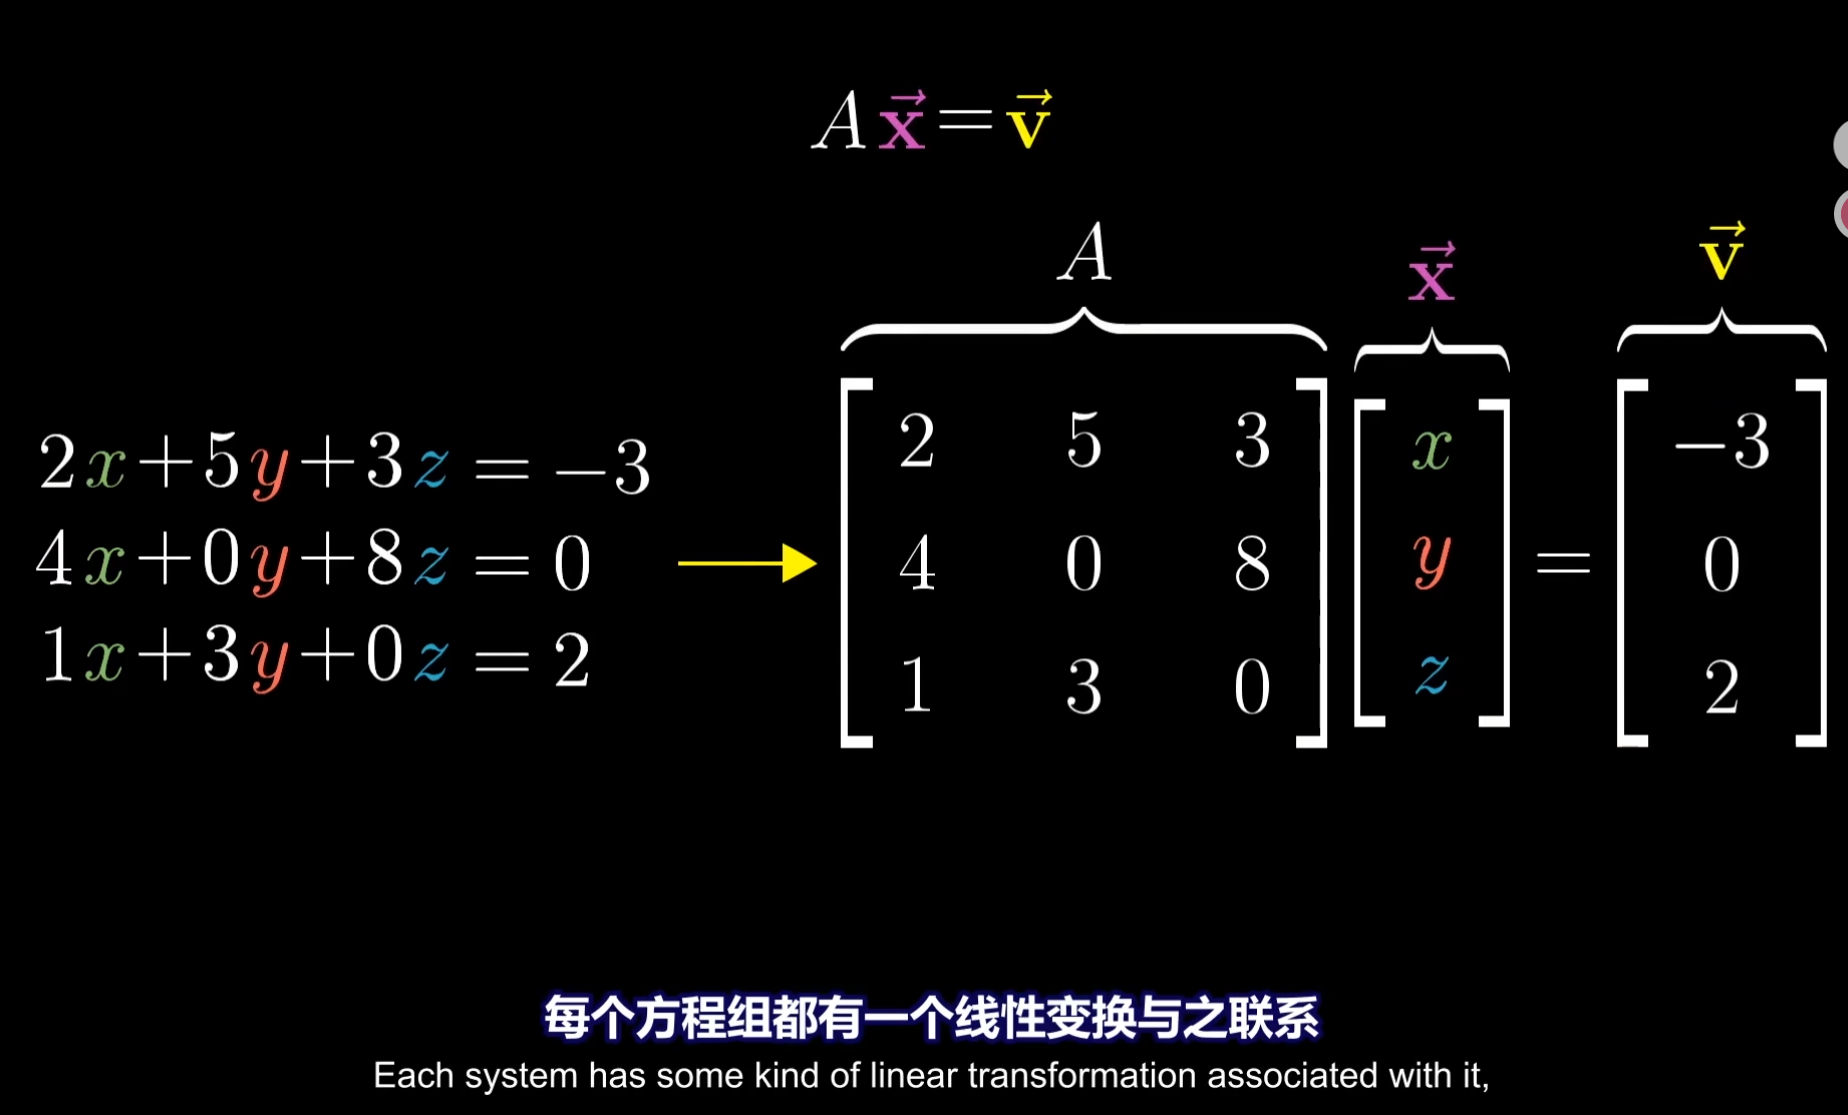 A x⃗ = v⃗
A
x⃗
v⃗
2x+5y+3z = −3
4x+0y+8z = 0
1x+3y+0z = 2
2 5 3
4 0 8
1 3 0
x
y
z
=
−3
0
2
每个方程组都有一个线性变换与之联系
Each system has some kind of linear transformation associated with it,